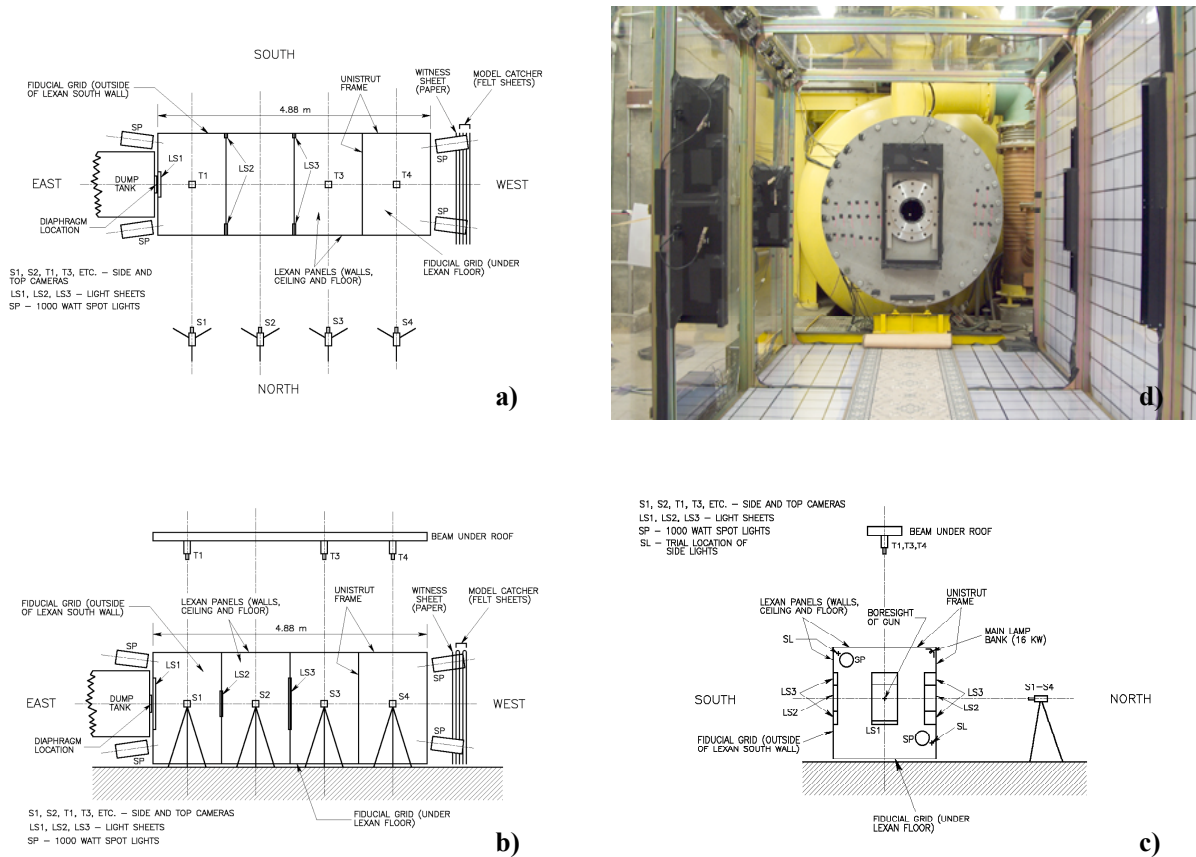 SOUTH
FIDUCIAL GRID (OUTSIDE
OF LEXAN SOUTH WALL)
UNISTRUT
FRAME
WITNESS
SHEET
(PAPER)
MODEL CATCHER
(FELT SHEETS)
4.88 m
SP
SP
LS1
LS2
LS3
EAST
DUMP
TANK
T1
T3
T4
WEST
DIAPHRAGM
LOCATION
SP
SP
LEXAN PANELS (WALLS,
CEILING AND FLOOR)
FIDUCIAL GRID (UNDER
LEXAN FLOOR)
S1, S2, T1, T3, ETC. – SIDE AND
TOP CAMERAS
LS1, LS2, LS3 – LIGHT SHEETS
SP – 1000 WATT SPOT LIGHTS
S1
S2
S3
S4
NORTH
a)
d)
BEAM UNDER ROOF
T1
T3
T4
FIDUCIAL GRID (OUTSIDE
OF LEXAN SOUTH WALL)
LEXAN PANELS (WALLS,
CEILING AND FLOOR)
UNISTRUT
FRAME
WITNESS
SHEET
(PAPER)
MODEL CATCHER
(FELT SHEETS)
4.88 m
SP
SP
LS1
LS2
LS3
EAST
DUMP
TANK
S1
S2
S3
S4
WEST
DIAPHRAGM
LOCATION
SP
SP
S1, S2, T1, T3, ETC. – SIDE AND TOP CAMERAS
LS1, LS2, LS3 – LIGHT SHEETS
SP – 1000 WATT SPOT LIGHTS
FIDUCIAL GRID (UNDER
LEXAN FLOOR)
b)
S1, S2, T1, T3, ETC. – SIDE AND TOP CAMERAS
LS1, LS2, LS3 – LIGHT SHEETS
SP – 1000 WATT SPOT LIGHTS
SL – TRIAL LOCATION OF
SIDE LIGHTS
BEAM UNDER ROOF
T1,T3,T4
LEXAN PANELS (WALLS,
CEILING AND FLOOR)
BORESIGHT
OF GUN
UNISTRUT
FRAME
SL
SP
MAIN LAMP
BANK (16 KW)
SOUTH
LS3
LS2
LS3
LS2
S1–S4
NORTH
LS1
SP
SL
FIDUCIAL GRID (OUTSIDE
OF LEXAN SOUTH WALL)
FIDUCIAL GRID (UNDER
LEXAN FLOOR)
c)